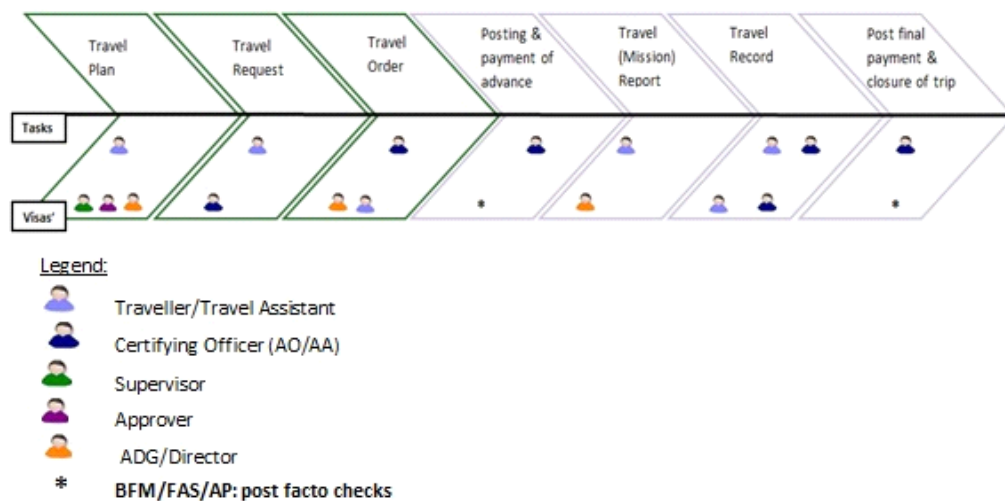 Travel
Plan
Travel
Request
Travel
Order
Posting &
payment of
advance
Travel
(Mission)
Report
Travel
Record
Post final
payment &
closure of trip
Tasks
Visas'
*
*
Legend:
Traveller/Travel Assistant
Certifying Officer (AO/AA)
Supervisor
Approver
ADG/Director
* BFM/FAS/AP: post facto checks